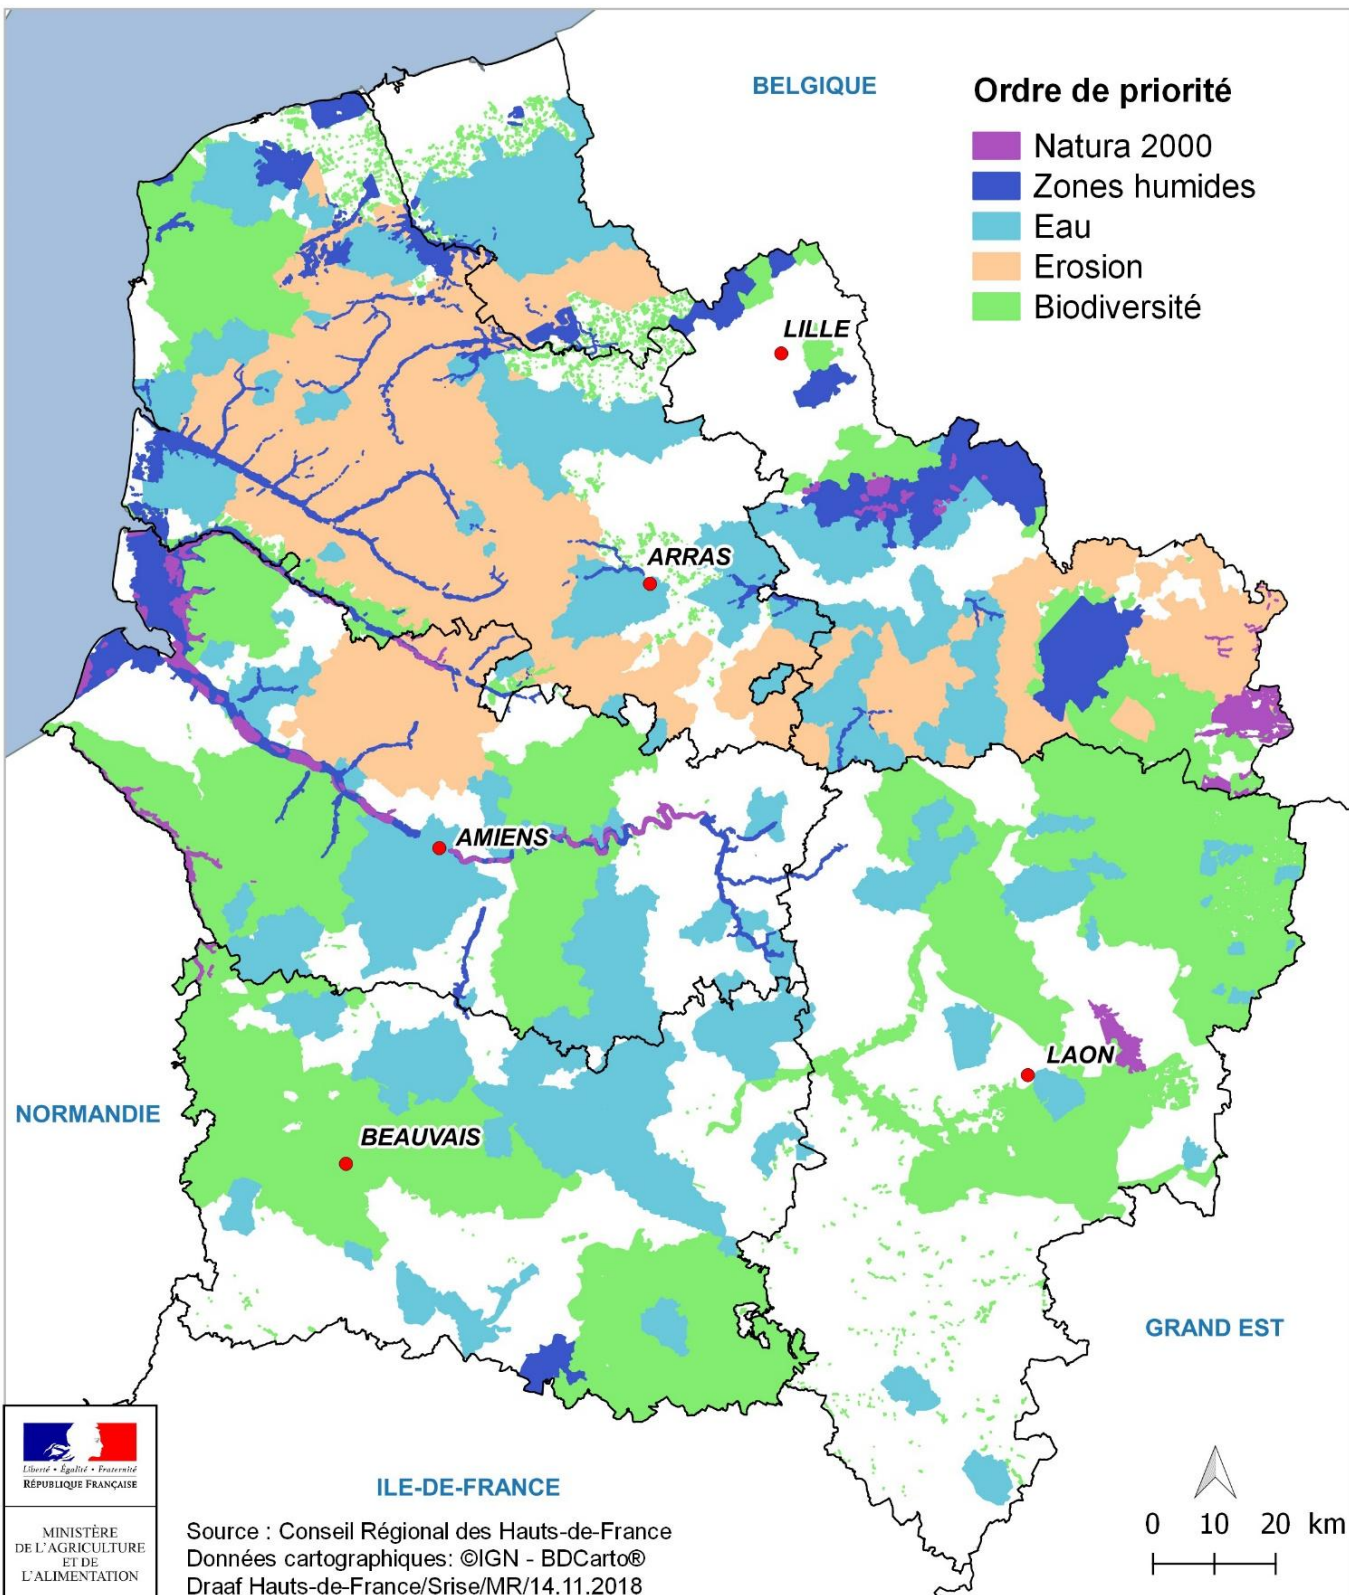 BELGIQUE
Ordre de priorité
Natura 2000
Zones humides
Eau
Erosion
Biodiversité
LILLE
ARRAS
AMIENS
LAON
NORMANDIE
BEAUVAIS
GRAND EST
ILE-DE-FRANCE
Liberté • Égalité • Fraternité
RÉPUBLIQUE FRANÇAISE
MINISTÈRE
DE L'AGRICULTURE
ET DE
L'ALIMENTATION
Source : Conseil Régional des Hauts-de-France
Données cartographiques: ©IGN - BDCarto®
Draaf Hauts-de-France/Srise/MR/14.11.2018
0 10 20 km